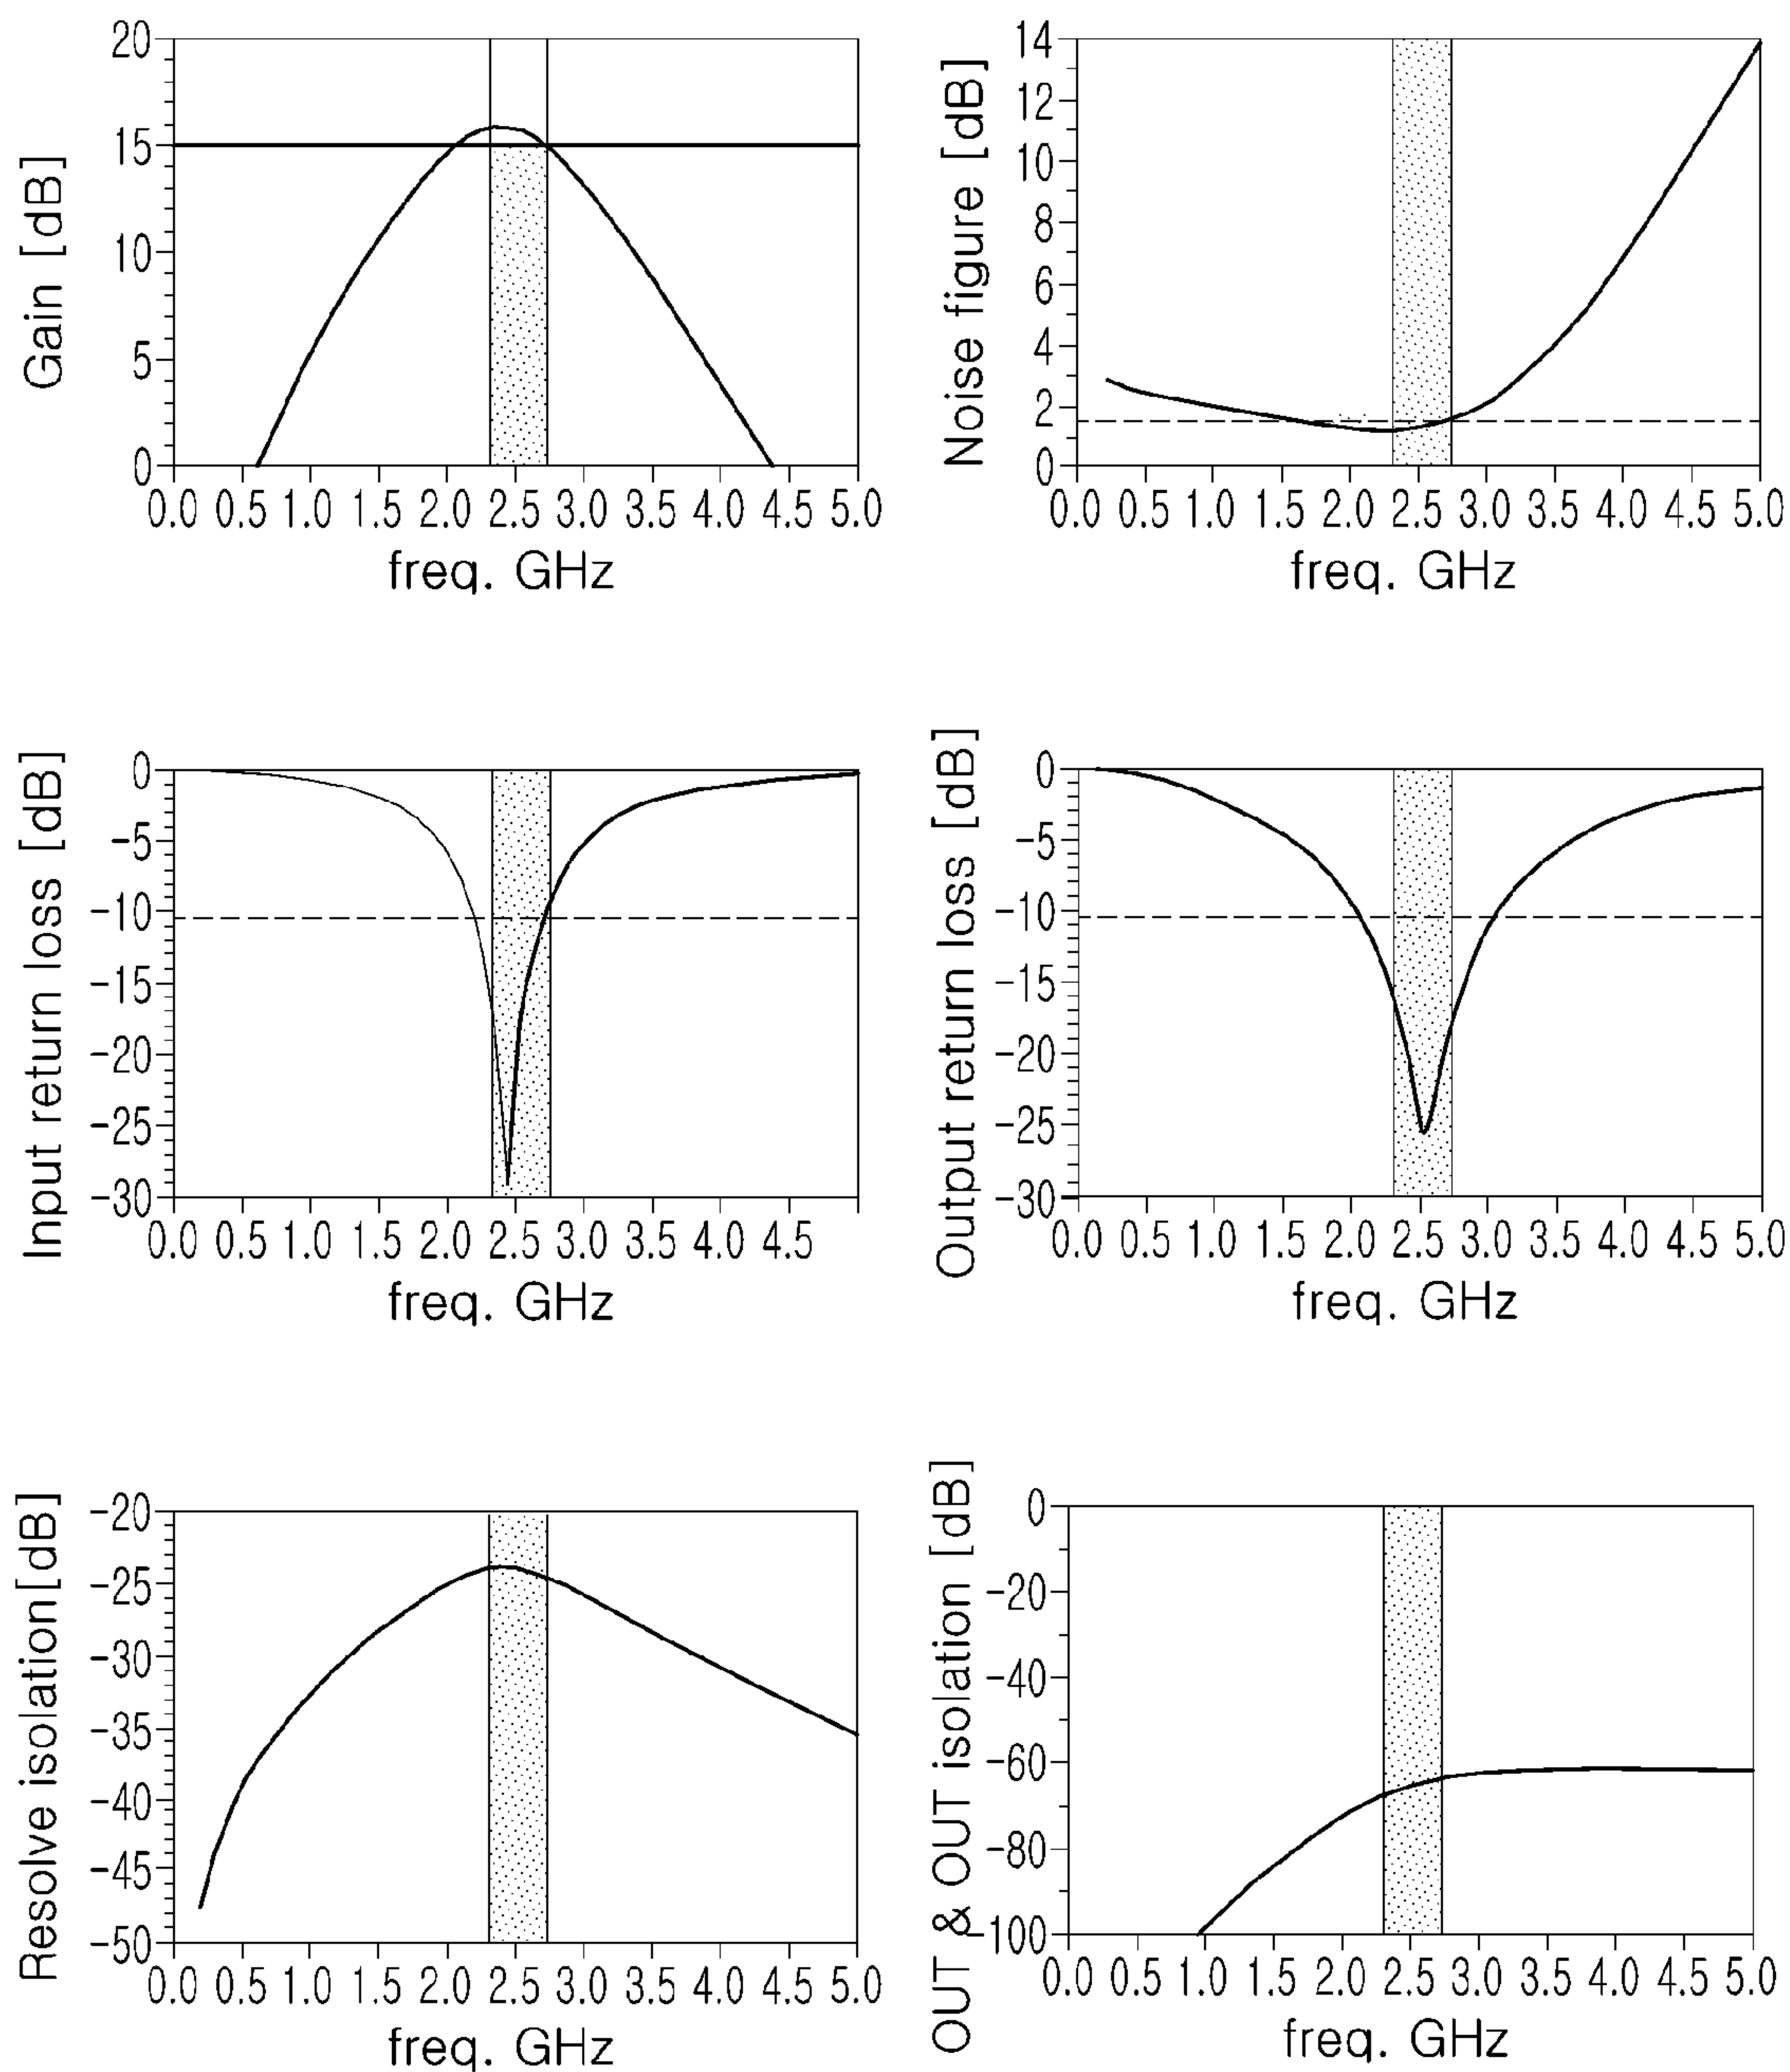 Gain [dB]
20
15
10
5
0
0.0 0.5 1.0 1.5 2.0 2.5 3.0 3.5 4.0 4.5 5.0
freq. GHz
Noise figure [dB]
14
12
10
8
6
4
2
0
0.0 0.5 1.0 1.5 2.0 2.5 3.0 3.5 4.0 4.5 5.0
freq. GHz
Input return loss [dB]
0
-5
-10
-15
-20
-25
-30
0.0 0.5 1.0 1.5 2.0 2.5 3.0 3.5 4.0 4.5
freq. GHz
Output return loss [dB]
0
-5
-10
-15
-20
-25
-30
0.0 0.5 1.0 1.5 2.0 2.5 3.0 3.5 4.0 4.5 5.0
freq. GHz
Resolve isolation[dB]
-20
-25
-30
-35
-40
-45
-50
0.0 0.5 1.0 1.5 2.0 2.5 3.0 3.5 4.0 4.5 5.0
freq. GHz
OUT & OUT isolation [dB]
0
-20
-40
-60
-80
-100
0.0 0.5 1.0 1.5 2.0 2.5 3.0 3.5 4.0 4.5 5.0
freq. GHz